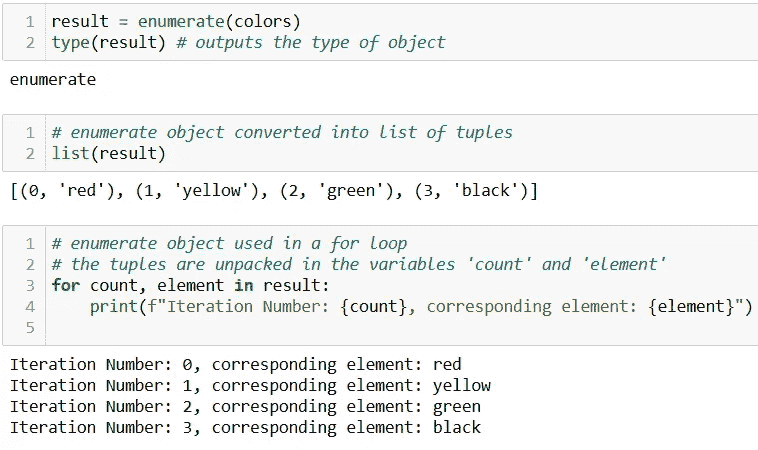 1 result = enumerate(colors)
2 type(result) # outputs the type of object
enumerate
1 # enumerate object converted into list of tuples
2 list(result)
[(0, 'red'), (1, 'yellow'), (2, 'green'), (3, 'black')]
1 # enumerate object used in a for loop
2 # the tuples are unpacked in the variables 'count' and 'element'
3 for count, element in result:
4     print(f"Iteration Number: {count}, corresponding element: {element}")
5
Iteration Number: 0, corresponding element: red
Iteration Number: 1, corresponding element: yellow
Iteration Number: 2, corresponding element: green
Iteration Number: 3, corresponding element: black